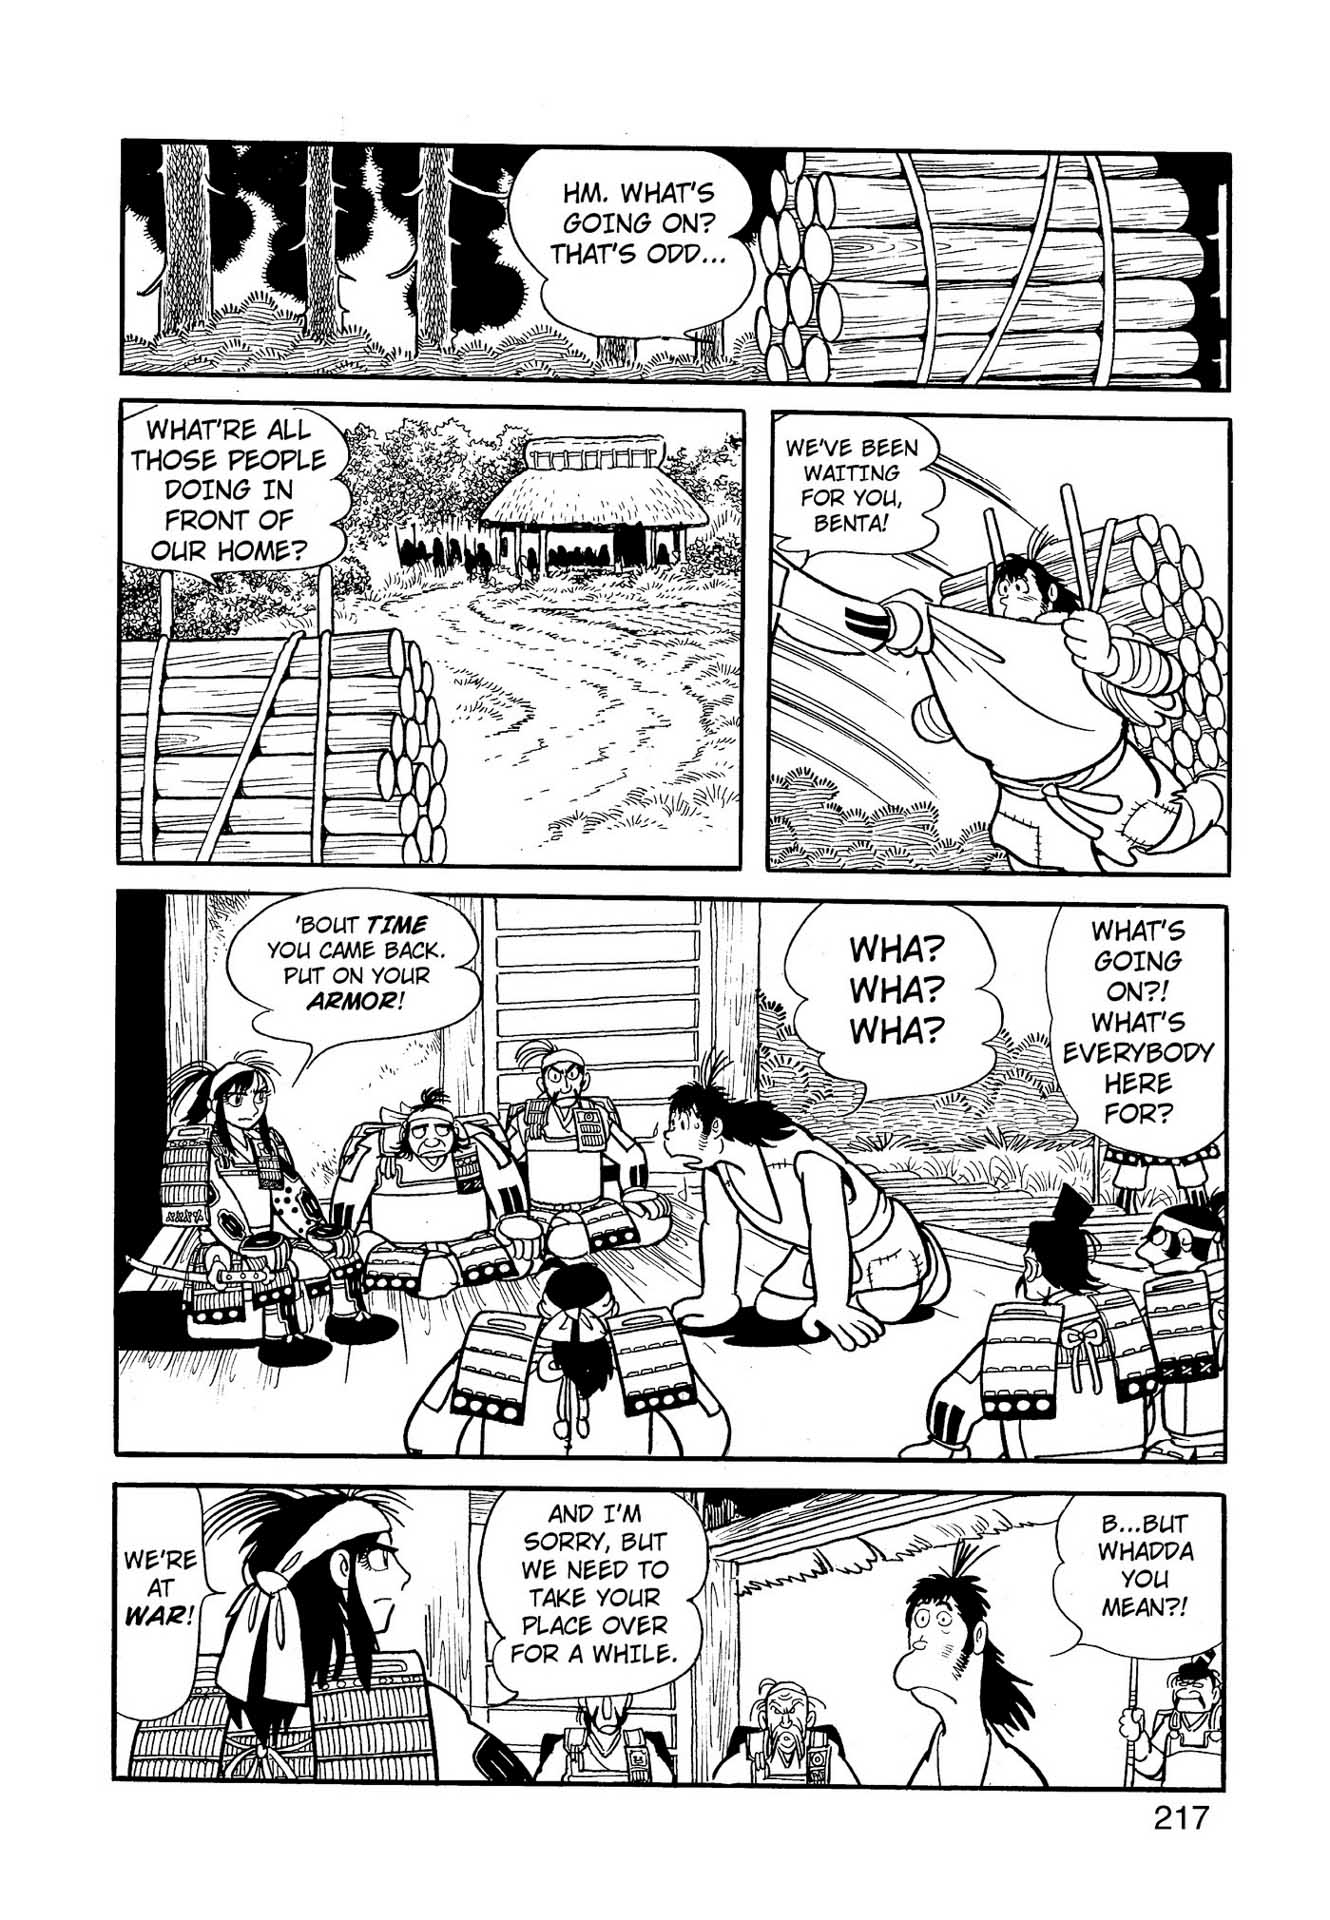 HM. WHAT'S
GOING ON?
THAT'S ODD...
WHAT'RE ALL
THOSE PEOPLE
DOING IN
FRONT OF
OUR HOME?
WE'VE BEEN
WAITING
FOR YOU,
BENTA!
'BOUT TIME
YOU CAME BACK.
PUT ON YOUR
ARMOR!
WHA?
WHA?
WHA?
WHAT'S
GOING
ON?!
WHAT'S
EVERYBODY
HERE
FOR?
WE'RE
AT
WAR!
AND I'M
SORRY, BUT
WE NEED TO
TAKE YOUR
PLACE OVER
FOR A WHILE.
B...BUT
WHADDA
YOU
MEAN?!
217